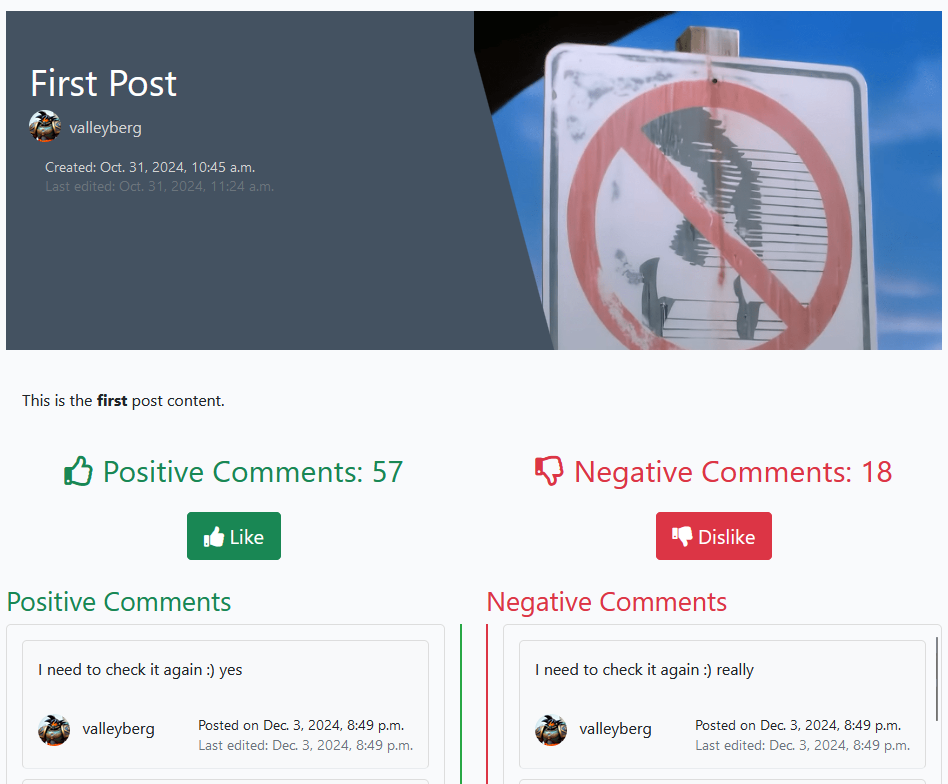 First Post
valleyberg
Created: Oct. 31, 2024, 10:45 a.m.
Last edited: Oct. 31, 2024, 11:24 a.m.
This is the first post content.
Positive Comments: 57
Negative Comments: 18
Like
Dislike
Positive Comments
Negative Comments
I need to check it again :) yes
valleyberg
Posted on Dec. 3, 2024, 8:49 p.m.
Last edited: Dec. 3, 2024, 8:49 p.m.
I need to check it again :) really
valleyberg
Posted on Dec. 3, 2024, 8:49 p.m.
Last edited: Dec. 3, 2024, 8:49 p.m.